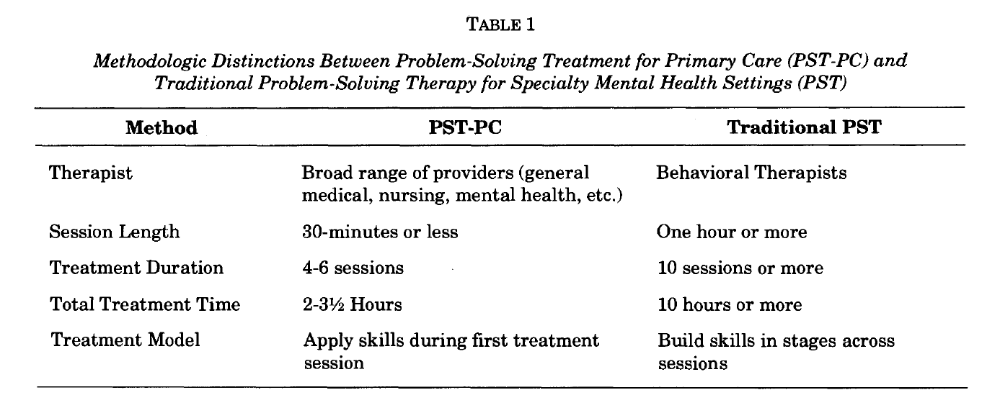 TABLE 1
Methodologic Distinctions Between Problem-Solving Treatment for Primary Care (PST-PC) and
Traditional Problem-Solving Therapy for Specialty Mental Health Settings (PST)
Method PST-PC Traditional PST
Therapist Broad range of providers (general Behavioral Therapists
medical, nursing, mental health, etc.)
Session Length 30-minutes or less One hour or more
Treatment Duration 4-6 sessions 10 sessions or more
Total Treatment Time 2-3½ Hours 10 hours or more
Treatment Model Apply skills during first treatment Build skills in stages across
session sessions